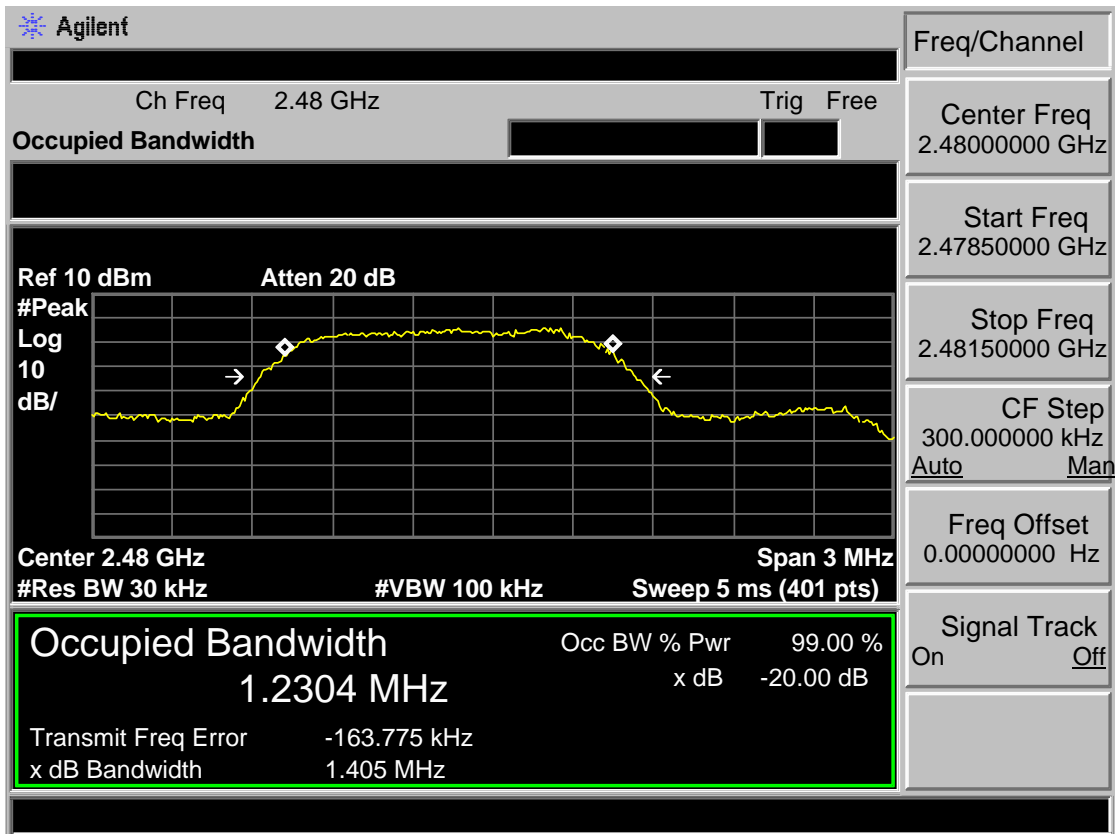 Agilent
Freq/Channel
Ch Freq 2.48 GHz Trig Free
Occupied Bandwidth
Center Freq
2.48000000 GHz
Start Freq
2.47850000 GHz
Stop Freq
2.48150000 GHz
CF Step
300.000000 kHz
Auto Man
Freq Offset
0.00000000 Hz
Signal Track
On Off
Ref 10 dBm Atten 20 dB
#Peak
Log
10
dB/
Center 2.48 GHz Span 3 MHz
#Res BW 30 kHz #VBW 100 kHz Sweep 5 ms (401 pts)
Occupied Bandwidth
1.2304 MHz
Occ BW % Pwr 99.00 %
x dB -20.00 dB
Transmit Freq Error -163.775 kHz
x dB Bandwidth 1.405 MHz